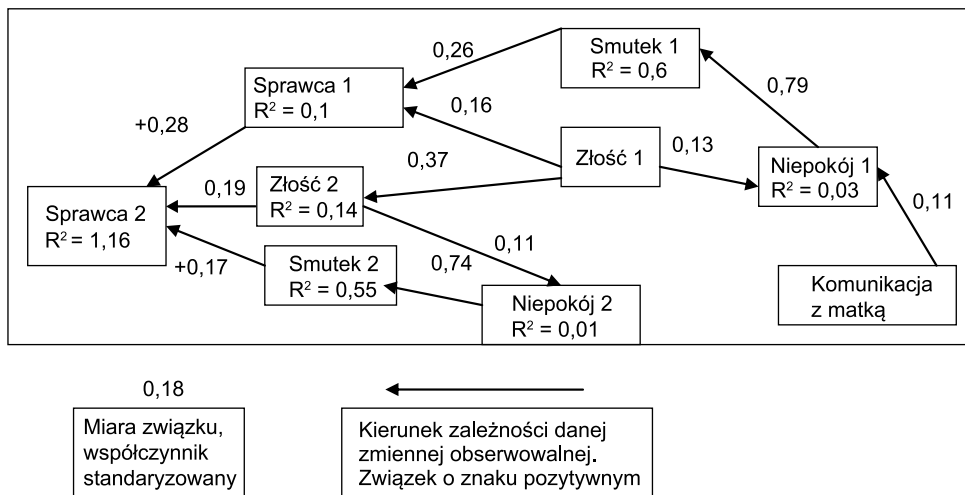 0,26
Smutek 1
R² = 0,6
Sprawca 1
R² = 0,1
0,79
0,16
+0,28
Złość 1
0,13
Niepokój 1
R² = 0,03
0,37
0,19
Złość 2
R² = 0,14
Sprawca 2
R² = 1,16
0,11
0,11
+0,17
Smutek 2
R² = 0,55
0,74
Niepokój 2
R² = 0,01
Komunikacja
z matką
0,18
Miara związku,
współczynnik
standaryzowany
Kierunek zależności danej
zmiennej obserwowalnej.
Związek o znaku pozytywnym